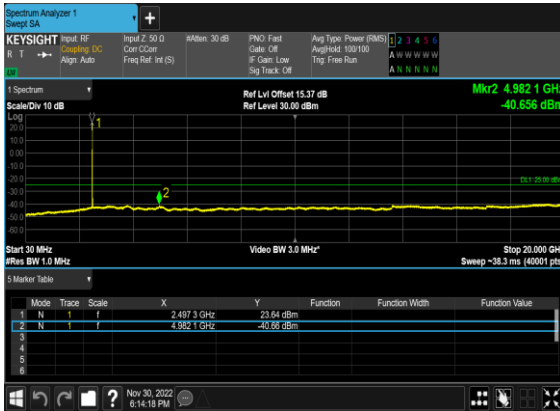 Spectrum Analyzer 1
Swept SA
+
KEYSIGHT
R T
Input: RF
Coupling: DC
Align: Auto
Input Z: 50 Ω
Corr CCorr
Freq Ref: Int (S)
#Atten: 30 dB
PNO: Fast
Gate: Off
IF Gain: Low
Sig Track: Off
Avg Type: Power (RMS)
Avg|Hold: 100/100
Trig: Free Run
1 2 3 4 5 6
A W W W W W
A N N N N N
1 Spectrum
Scale/Div 10 dB
Ref Lvl Offset 15.37 dB
Ref Level 30.00 dBm
Mkr2 4.982 1 GHz
-40.656 dBm
Log
20.0
10.0
0.00
-10.0
-20.0
-30.0
-40.0
-50.0
-60.0
1
2
DL1 -25.00 dBm
Start 30 MHz
#Res BW 1.0 MHz
Video BW 3.0 MHz*
Stop 20.000 GHz
Sweep ~38.3 ms (40001 pts)
5 Marker Table
Mode Trace Scale X Y Function Function Width Function Value
1 N 1 f 2.497 3 GHz 23.64 dBm
2 N 1 f 4.982 1 GHz -40.66 dBm
3
4
5
6
?
Nov 30, 2022
6:14:18 PM